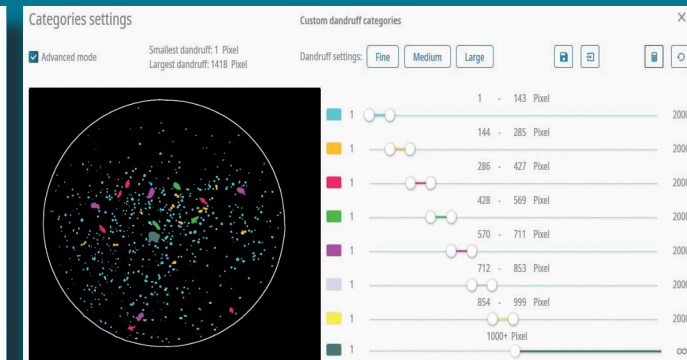 Categories settings
Custom dandruff categories
X
Advanced mode
Smallest dandruff: 1 Pixel
Largest dandruff: 1418 Pixel
Dandruff settings: Fine Medium Large
1 - 143 Pixel
1 2000
144 - 285 Pixel
1 2000
286 - 427 Pixel
1 2000
428 - 569 Pixel
1 2000
570 - 711 Pixel
1 2000
712 - 853 Pixel
1 2000
854 - 999 Pixel
1 2000
1000+ Pixel
1 ∞